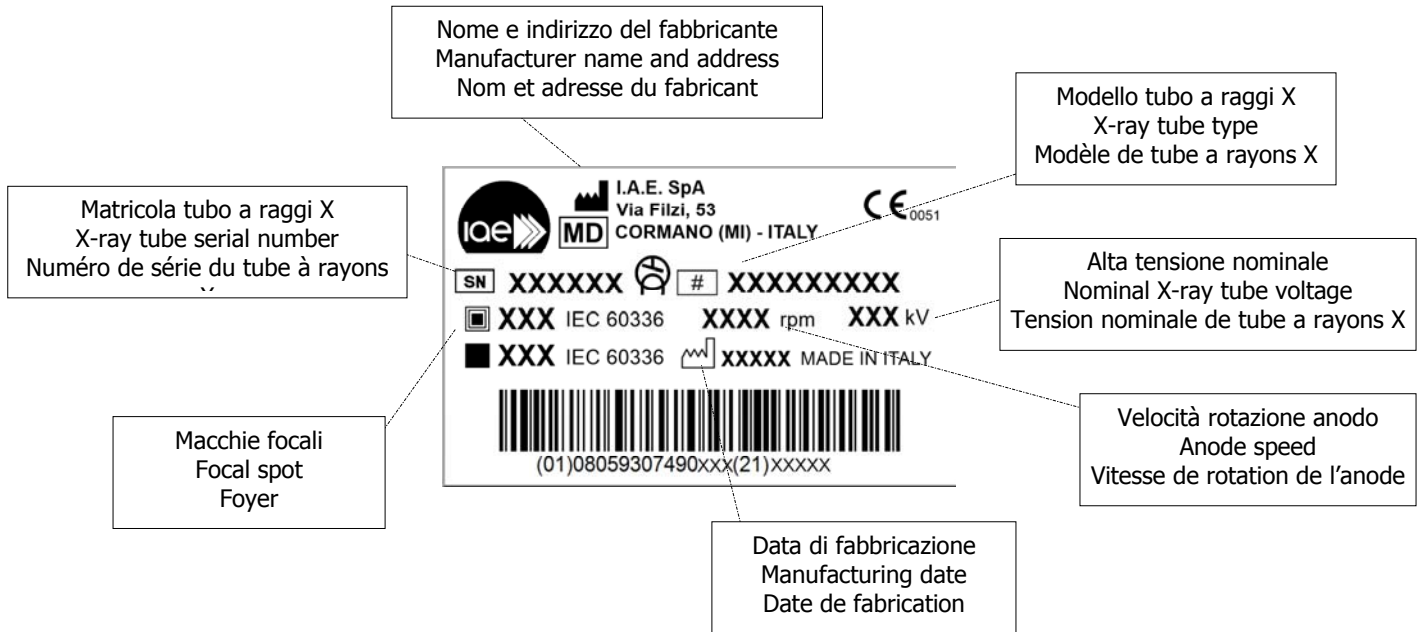 Nome e indirizzo del fabbricante
Manufacturer name and address
Nom et adresse du fabricant
Modello tubo a raggi X
X-ray tube type
Modèle de tube a rayons X
Matricola tubo a raggi X
X-ray tube serial number
Numéro de série du tube à rayons
iae
I.A.E. SpA
Via Filzi, 53
MD CORMANO (MI) - ITALY
CE 0051
SN XXXXXX # XXXXXXXXX
XXX IEC 60336 XXXX rpm XXX kV
XXX IEC 60336 XXXXX MADE IN ITALY
(01)08059307490xxx(21)xxxxx
Alta tensione nominale
Nominal X-ray tube voltage
Tension nominale de tube a rayons X
Macchie focali
Focal spot
Foyer
Velocità rotazione anodo
Anode speed
Vitesse de rotation de l’anode
Data di fabbricazione
Manufacturing date
Date de fabrication